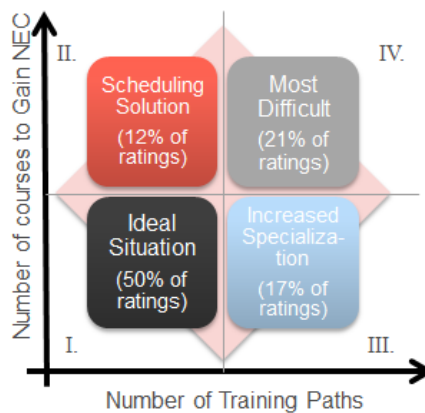 Number of courses to Gain NEC
II.
IV.
Scheduling
Solution
(12% of
ratings)
Most
Difficult
(21% of
ratings)
Ideal
Situation
(50% of
ratings)
Increased
Specializa-
tion
(17% of
ratings)
I.
III.
Number of Training Paths